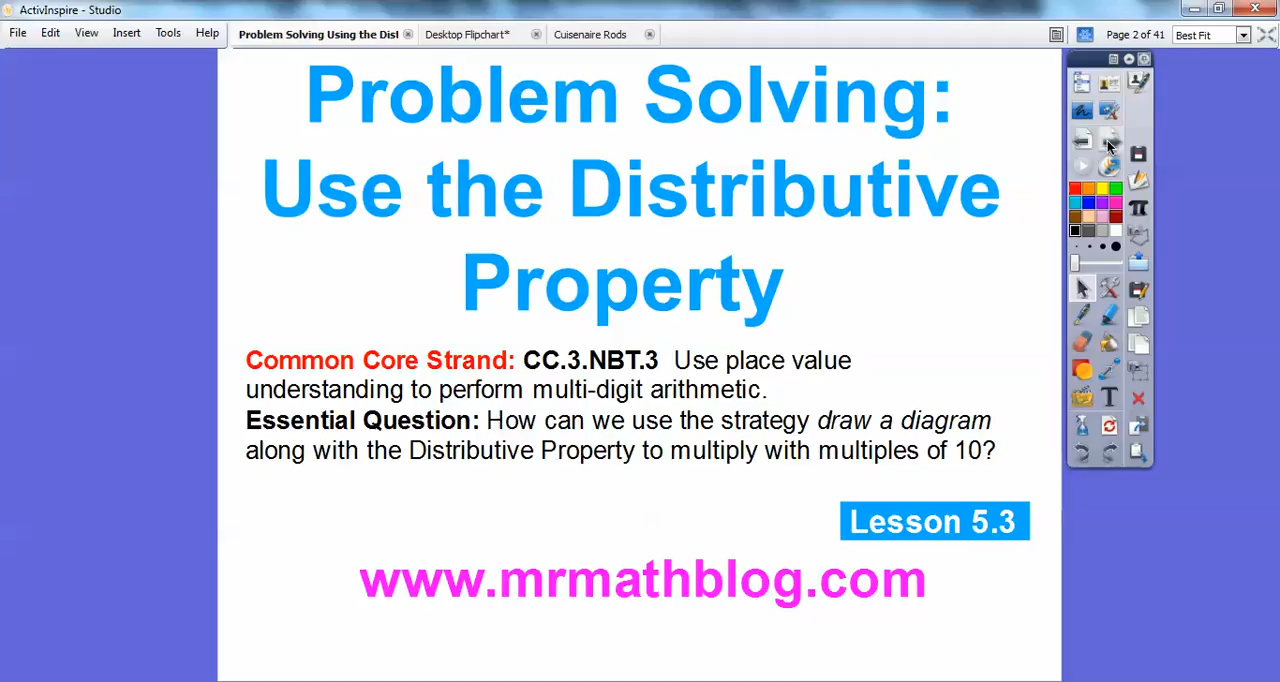 ActivInspire - Studio
File Edit View Insert Tools Help
Problem Solving Using the Dist Desktop Flipchart* Cuisenaire Rods
Page 2 of 41 Best Fit
Problem Solving:
Use the Distributive
Property
Common Core Strand: CC.3.NBT.3 Use place value
understanding to perform multi-digit arithmetic.
Essential Question: How can we use the strategy draw a diagram
along with the Distributive Property to multiply with multiples of 10?
Lesson 5.3
www.mrmathblog.com